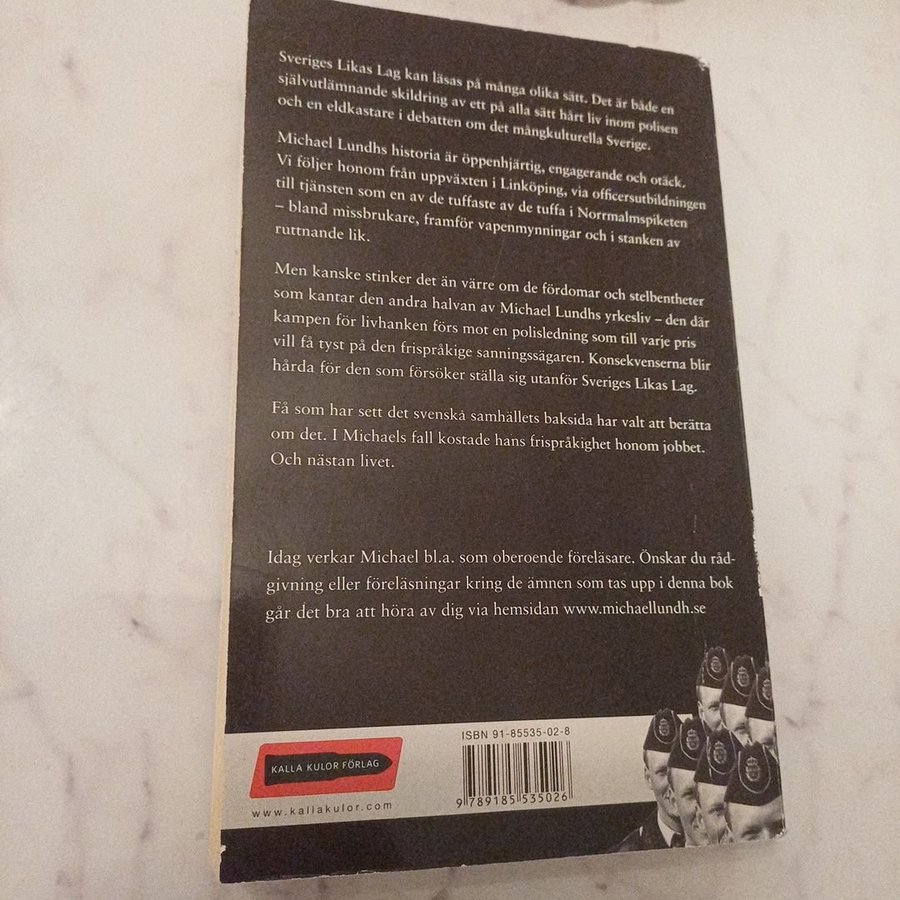 Sveriges Likas Lag kan läsas på många olika sätt. Det är både en
självutlämnande skildring av ett på alla sätt hårt liv inom polisen
och en eldkastare i debatten om det mångkulturella Sverige.
Michael Lundhs historia är öppenhjärtig, engagerande och otäck.
Vi följer honom från uppväxten i Linköping, via officersutbildningen
till tjänsten som en av de tuffaste av de tuffa i Norrmalmspiketen
– bland missbrukare, framför vapenmynningar och i stanken av
ruttnande lik.
Men kanske stinker det än värre om de fördomar och stelbentheter
som kantar den andra halvan av Michael Lundhs yrkesliv – den där
kampen för livhanken förs mot en polisledning som till varje pris
vill få tyst på den frispråkige sanningssägaren. Konsekvenserna blir
hårda för den som försöker ställa sig utanför Sveriges Likas Lag.
Få som har sett det svenska samhällets baksida har valt att berätta
om det. I Michaels fall kostade hans frispråkighet honom jobbet.
Och nästan livet.
Idag verkar Michael bl.a. som oberoende föreläsare. Önskar du råd-
givning eller föreläsningar kring de ämnen som tas upp i denna bok
går det bra att höra av dig via hemsidan www.michaellundh.se
KALLA KULOR FÖRLAG
www.kallakulor.com
ISBN 91-85535-02-8
9 789185 535026